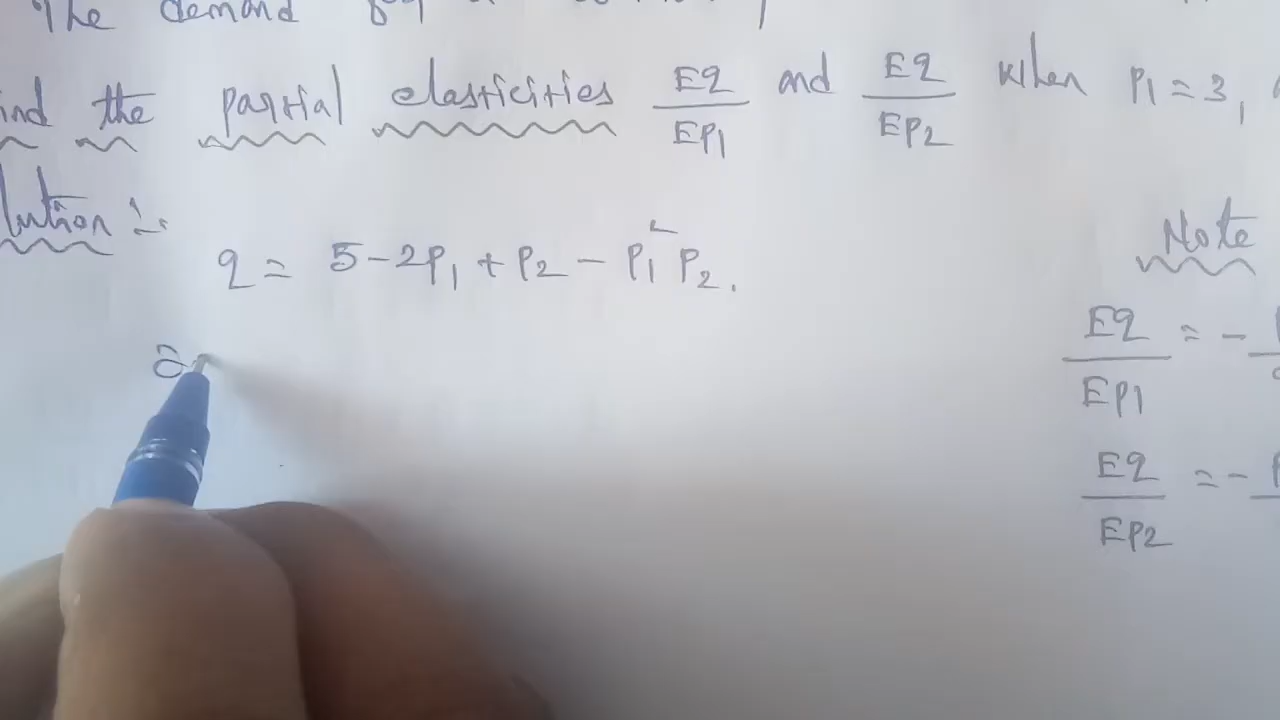 The demand
ind the partial elasticities Eq/Ep1 and Eq/Ep2 when P1 = 3,
lution :-
q = 5 - 2p1 + p2 - p1² p2.
Note
∂
Eq/Ep1 = -
Eq/Ep2 = - P